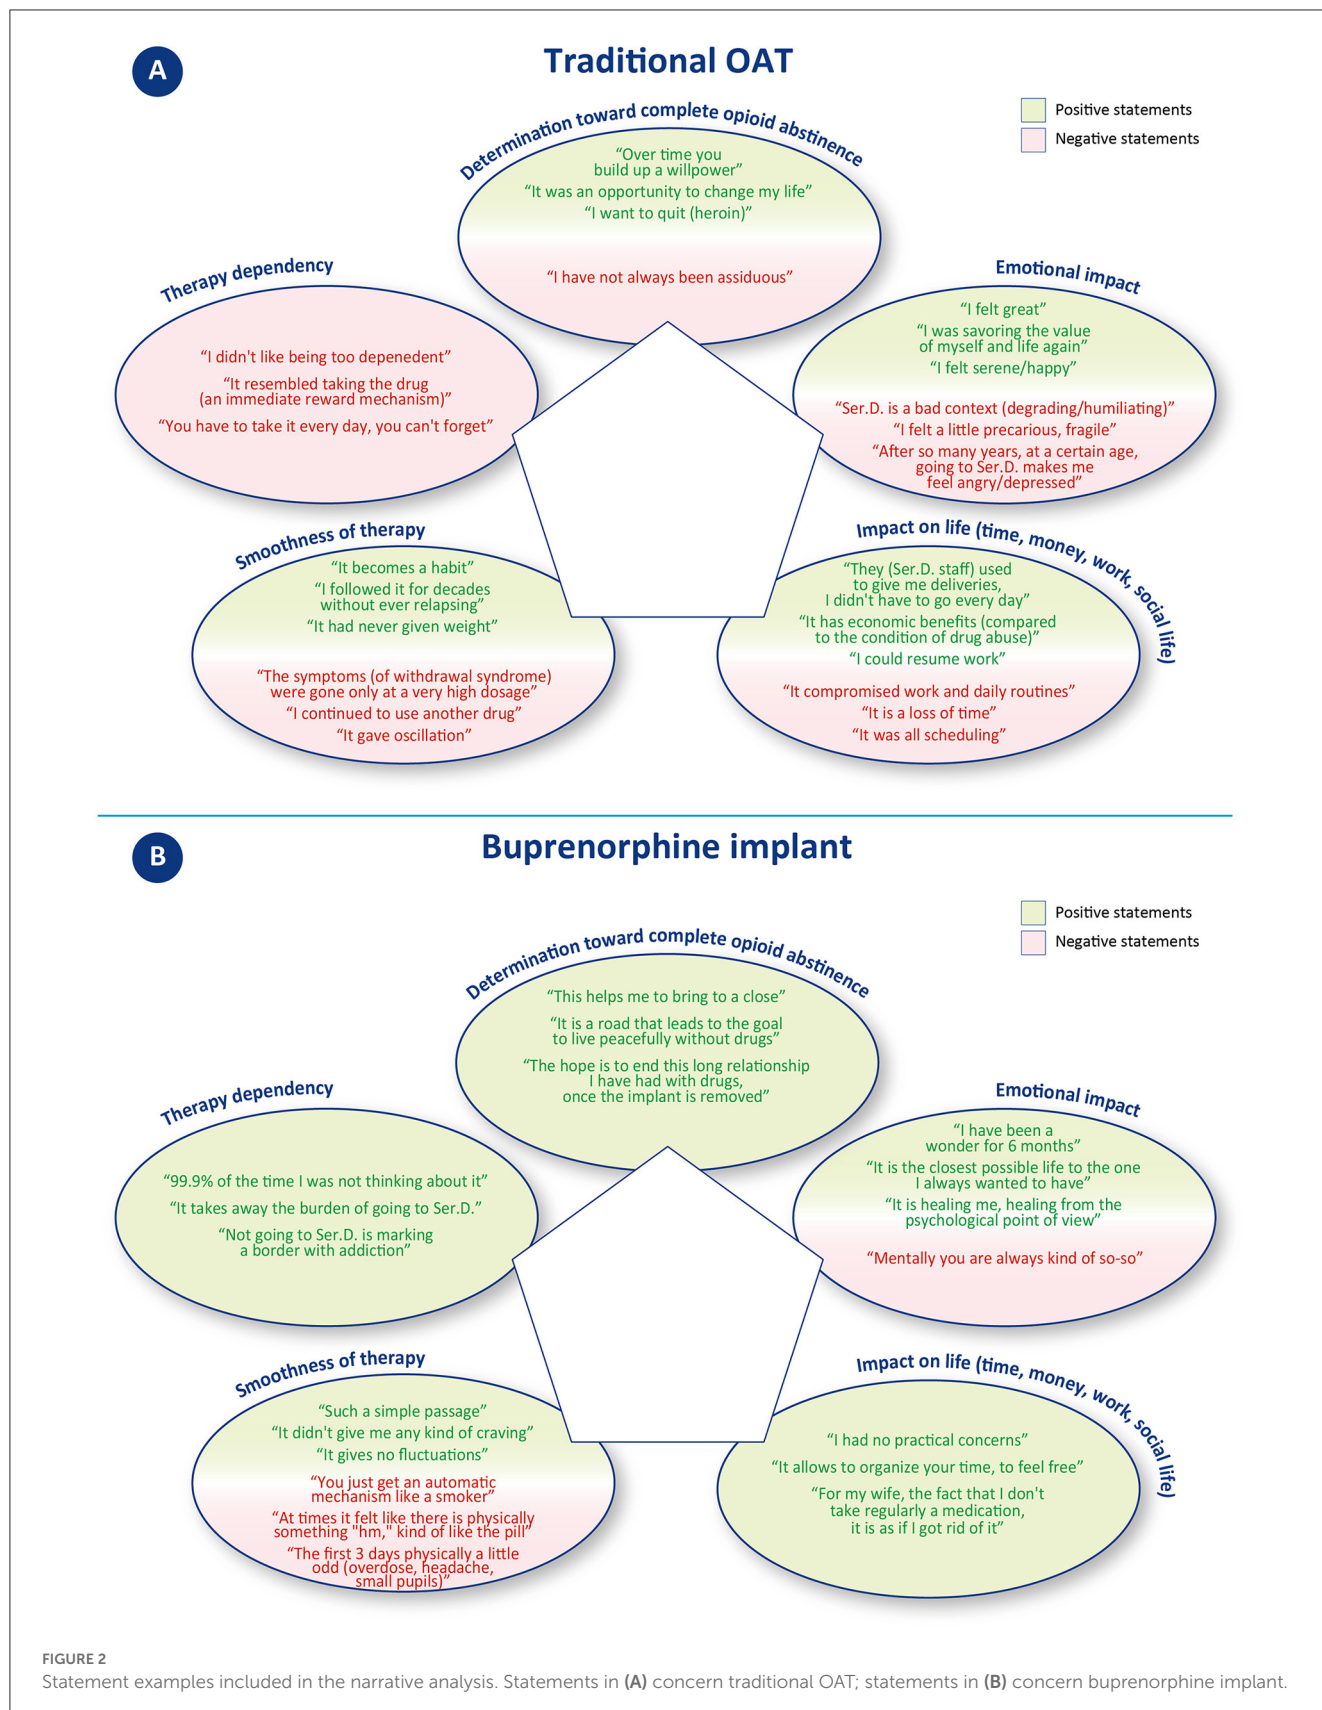 A
Traditional OAT
Positive statements
Negative statements
Determination toward complete opioid abstinence
“Over time you
build up a willpower”
“It was an opportunity to change my life”
“I want to quit (heroin)”
“I have not always been assiduous”
Therapy dependency
“I didn't like being too depenedent”
“It resembled taking the drug
(an immediate reward mechanism)”
“You have to take it every day, you can't forget”
Emotional impact
“I felt great”
“I was savoring the value
of myself and life again”
“I felt serene/happy”
“Ser.D. is a bad context (degrading/humiliating)”
“I felt a little precarious, fragile”
“After so many years, at a certain age,
going to Ser.D. makes me
feel angry/depressed”
Smoothness of therapy
“It becomes a habit”
“I followed it for decades
without ever relapsing”
“It had never given weight”
“The symptoms (of withdrawal syndrome)
were gone only at a very high dosage”
“I continued to use another drug”
“It gave oscillation”
Impact on life (time, money, work, social life)
“They (Ser.D. staff) used
to give me deliveries,
I didn't have to go every day”
“It has economic benefits (compared
to the condition of drug abuse)”
“I could resume work”
“It compromised work and daily routines”
“It is a loss of time”
“It was all scheduling”
B
Buprenorphine implant
Positive statements
Negative statements
Determination toward complete opioid abstinence
“This helps me to bring to a close”
“It is a road that leads to the goal
to live peacefully without drugs”
“The hope is to end this long relationship
I have had with drugs,
once the implant is removed”
Therapy dependency
“99.9% of the time I was not thinking about it”
“It takes away the burden of going to Ser.D.”
“Not going to Ser.D. is marking
a border with addiction”
Emotional impact
“I have been a
wonder for 6 months”
“It is the closest possible life to the one
I always wanted to have”
“It is healing me, healing from the
psychological point of view”
“Mentally you are always kind of so-so”
Smoothness of therapy
“Such a simple passage”
“It didn't give me any kind of craving”
“It gives no fluctuations”
“You just get an automatic
mechanism like a smoker”
“At times it felt like there is physically
something "hm," kind of like the pill”
“The first 3 days physically a little
odd (overdose, headache,
small pupils)”
Impact on life (time, money, work, social life)
“I had no practical concerns”
“It allows to organize your time, to feel free”
“For my wife, the fact that I don't
take regularly a medication,
it is as if I got rid of it”
FIGURE 2
Statement examples included in the narrative analysis. Statements in (A) concern traditional OAT; statements in (B) concern buprenorphine implant.